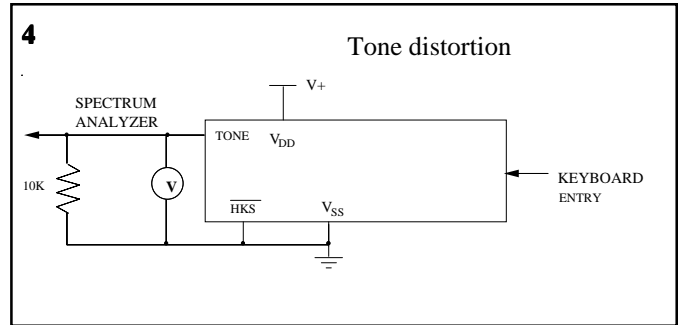 4
Tone distortion
V+
SPECTRUM
ANALYZER
TONE
VDD
10K
V
KEYBOARD
ENTRY
HKS
VSS